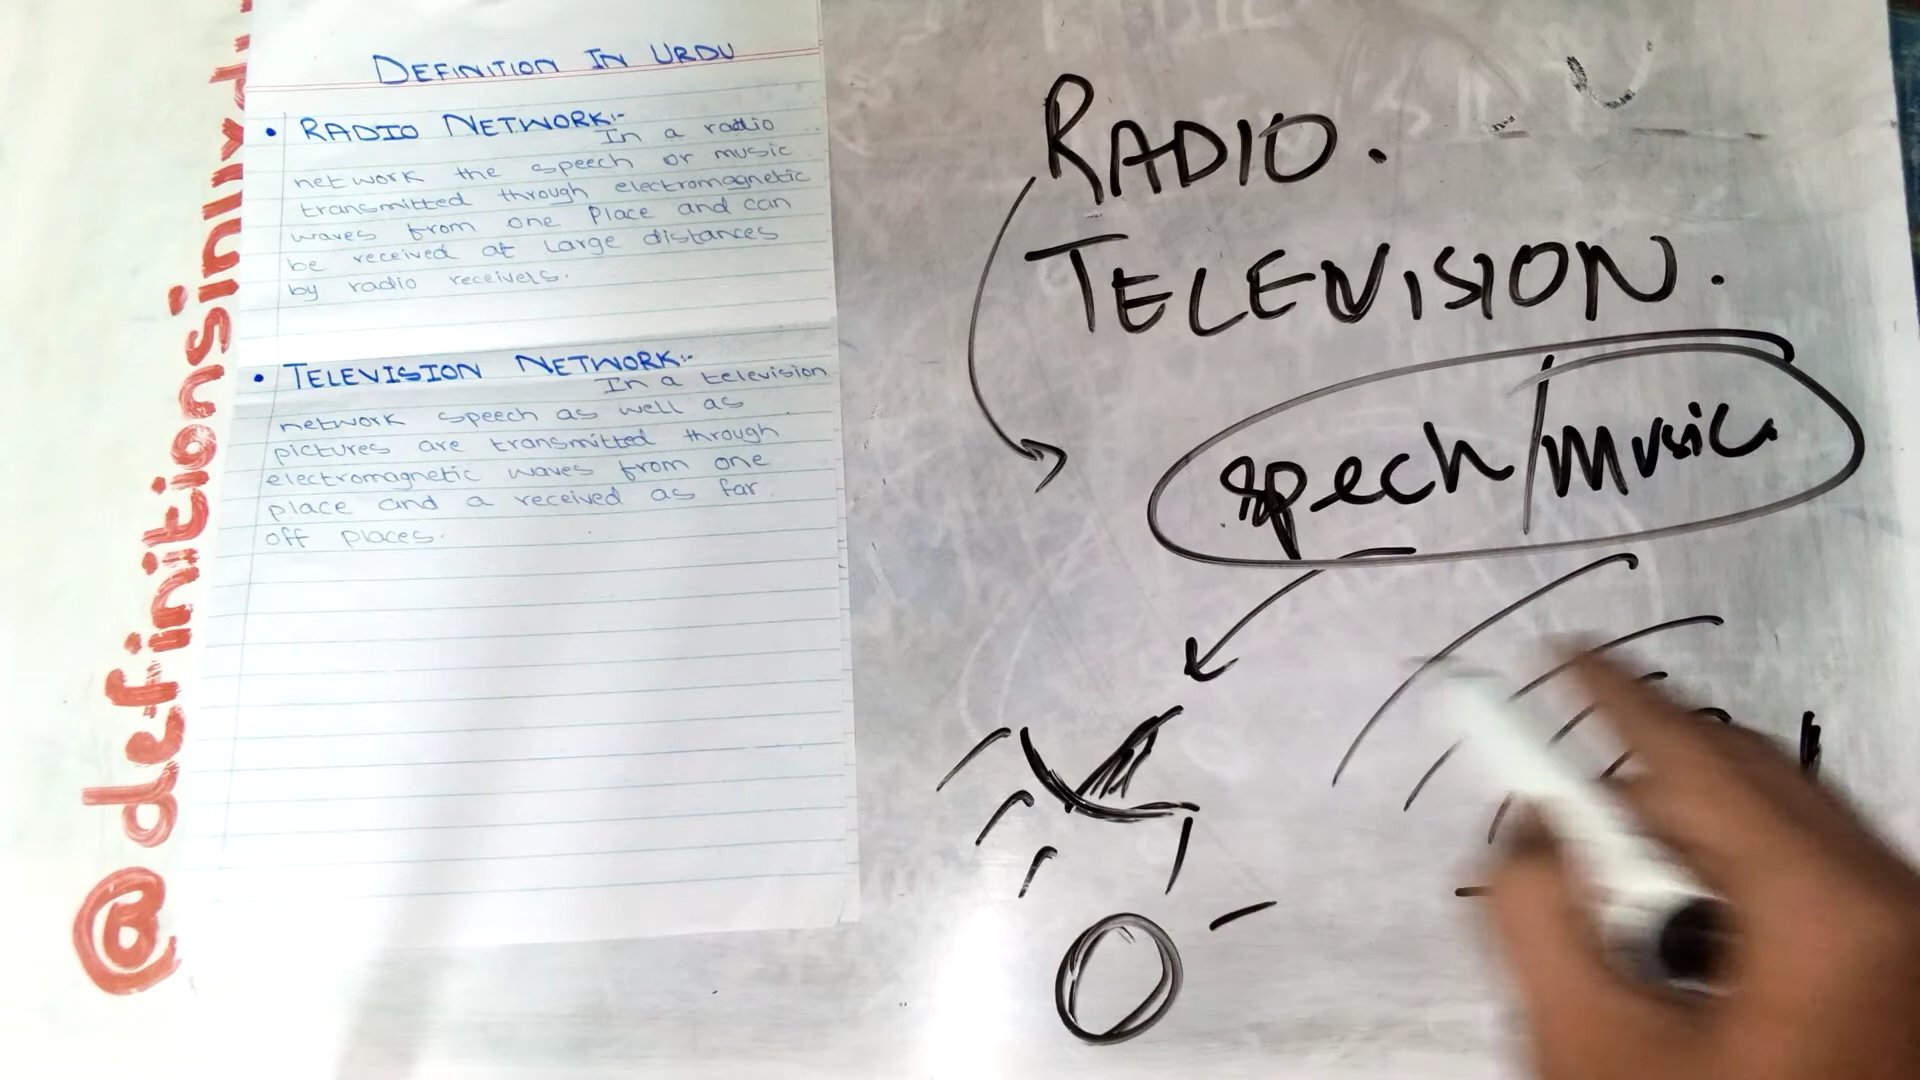 DEFINITION IN URDU
• RADIO NETWORK:-
In a radio
network the speech or music
transmitted through electromagnetic
waves from one place and can
be received at large distances
by radio receivers.
• TELEVISION NETWORK:-
In a television
network speech as well as
pictures are transmitted through
electromagnetic waves from one
place and a received as far
off places.
RADIO.
TELEVISION.
spech/music